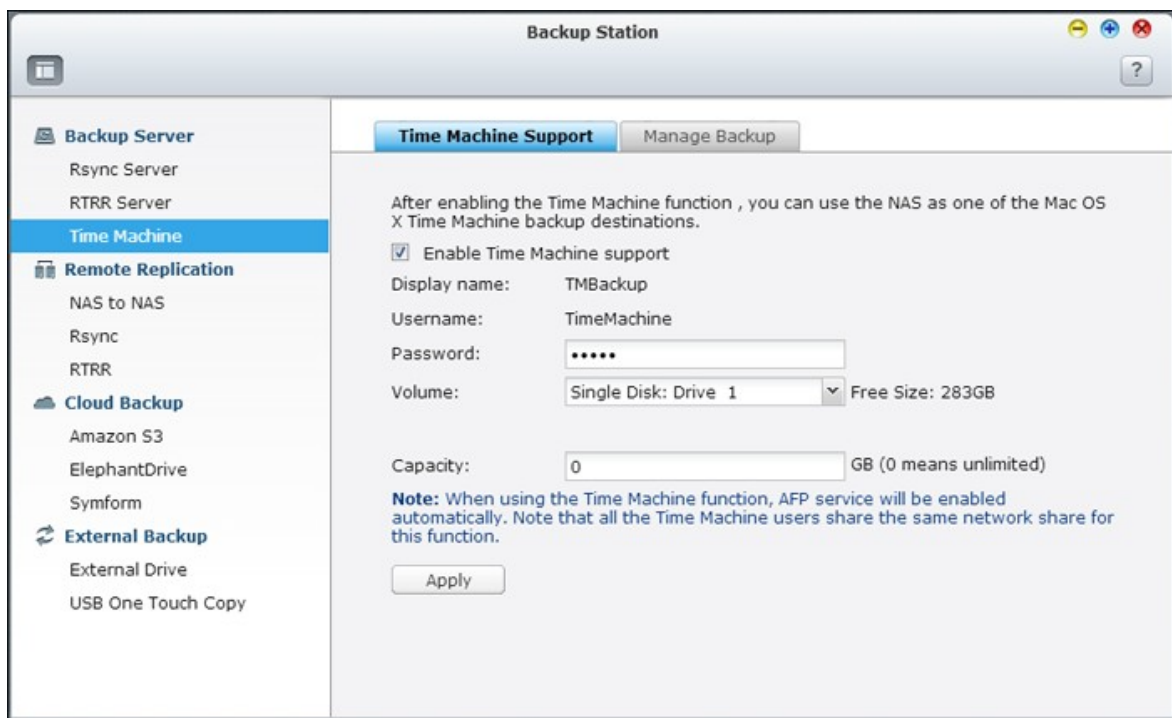 Backup Station
?
Backup Server
Rsync Server
RTRR Server
Time Machine
Remote Replication
NAS to NAS
Rsync
RTRR
Cloud Backup
Amazon S3
ElephantDrive
Symform
External Backup
External Drive
USB One Touch Copy
Time Machine Support
Manage Backup
After enabling the Time Machine function , you can use the NAS as one of the Mac OS
X Time Machine backup destinations.
Enable Time Machine support
Display name: TMBackup
Username: TimeMachine
Password: •••••
Volume: Single Disk: Drive 1 Free Size: 283GB
Capacity: 0 GB (0 means unlimited)
Note: When using the Time Machine function, AFP service will be enabled
automatically. Note that all the Time Machine users share the same network share for
this function.
Apply